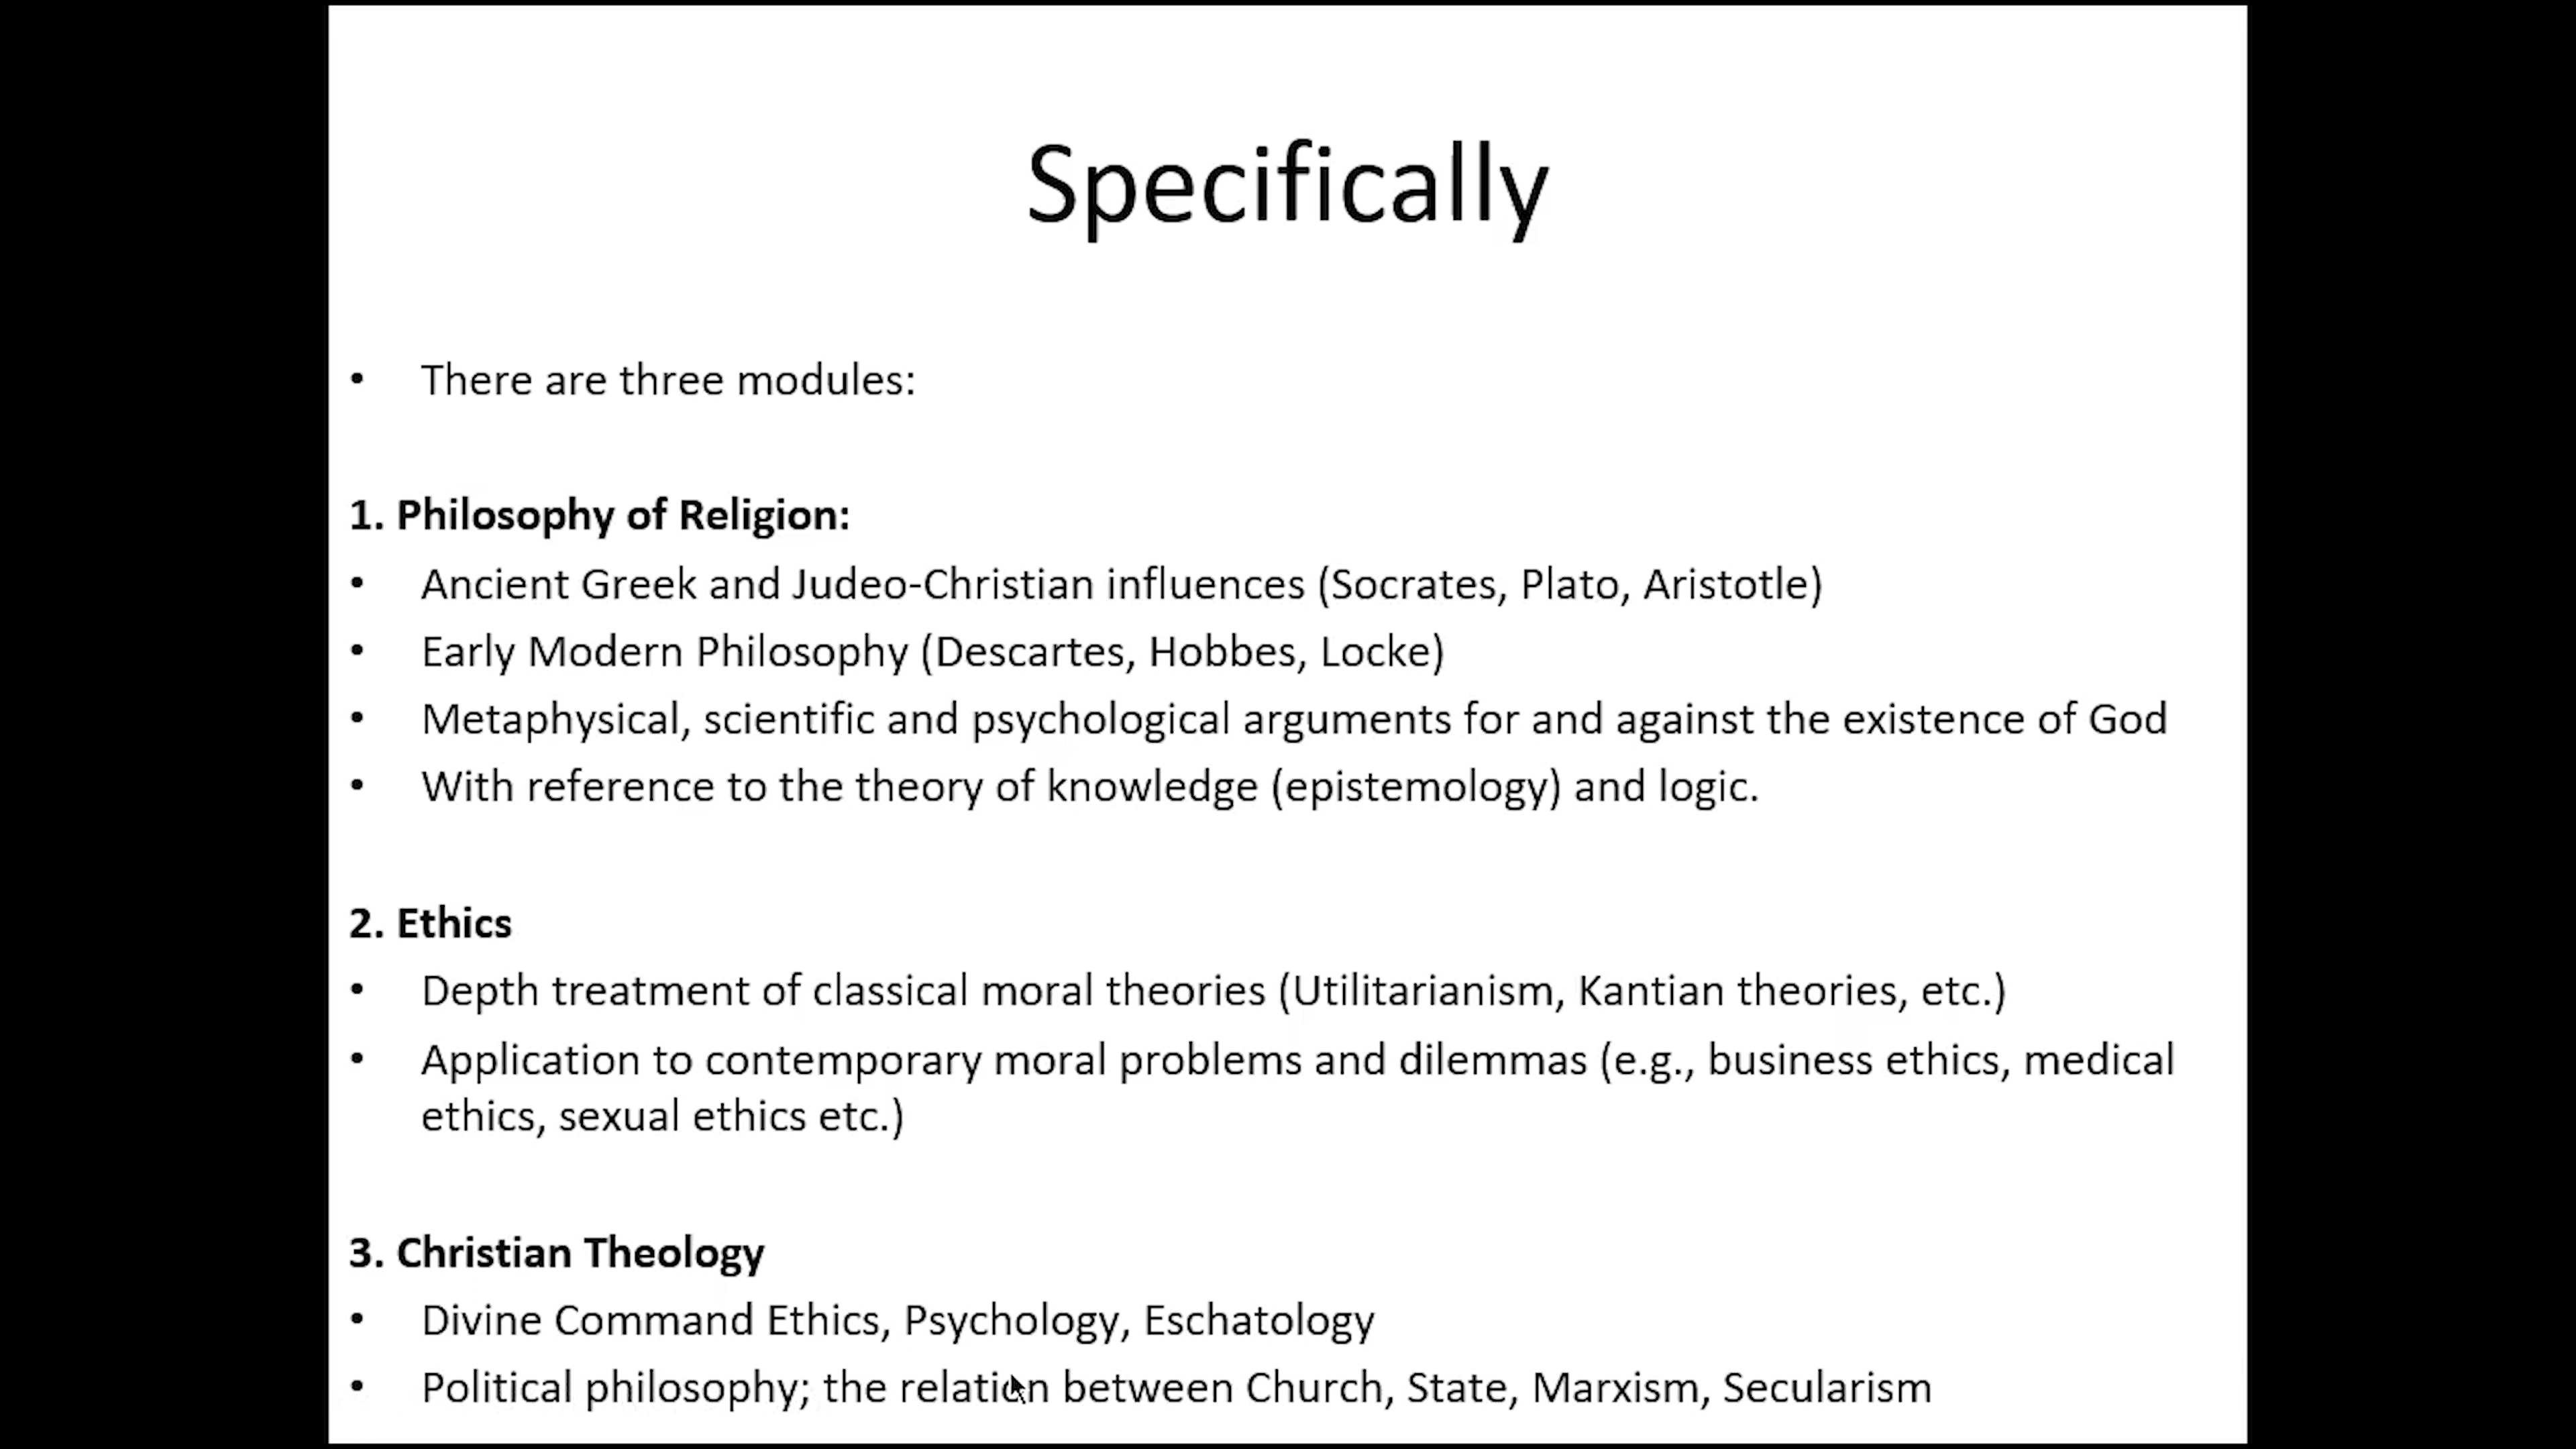 Specifically
• There are three modules:
1. Philosophy of Religion:
• Ancient Greek and Judeo-Christian influences (Socrates, Plato, Aristotle)
• Early Modern Philosophy (Descartes, Hobbes, Locke)
• Metaphysical, scientific and psychological arguments for and against the existence of God
• With reference to the theory of knowledge (epistemology) and logic.
2. Ethics
• Depth treatment of classical moral theories (Utilitarianism, Kantian theories, etc.)
• Application to contemporary moral problems and dilemmas (e.g., business ethics, medical
ethics, sexual ethics etc.)
3. Christian Theology
• Divine Command Ethics, Psychology, Eschatology
• Political philosophy; the relation between Church, State, Marxism, Secularism